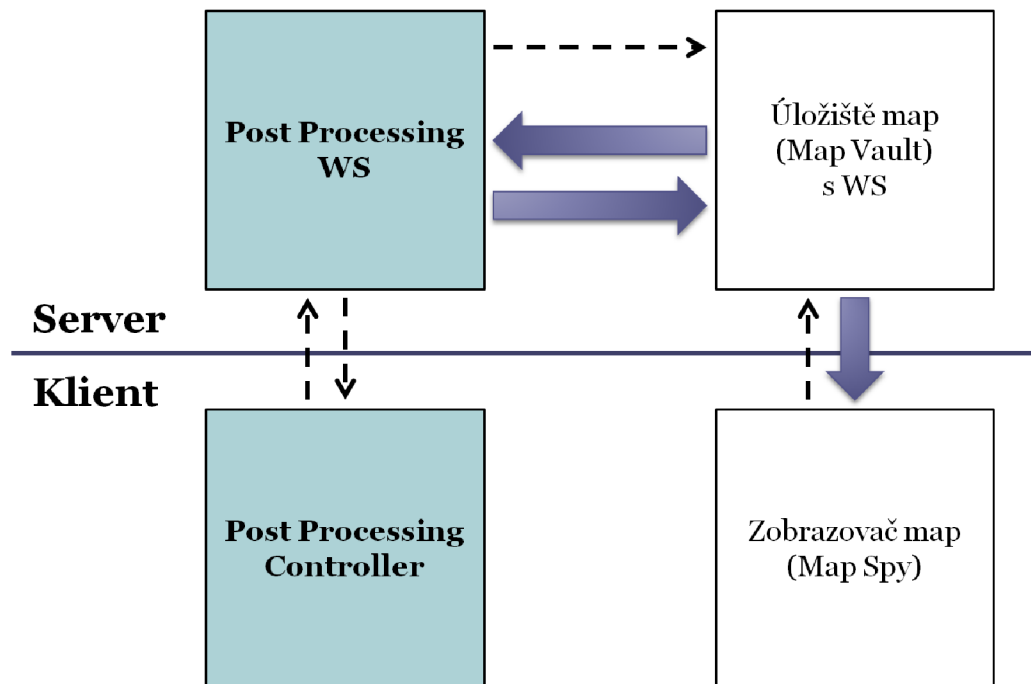 Post Processing
WS
Úložiště map
(Map Vault)
s WS
Server
Klient
Post Processing
Controller
Zobrazovač map
(Map Spy)